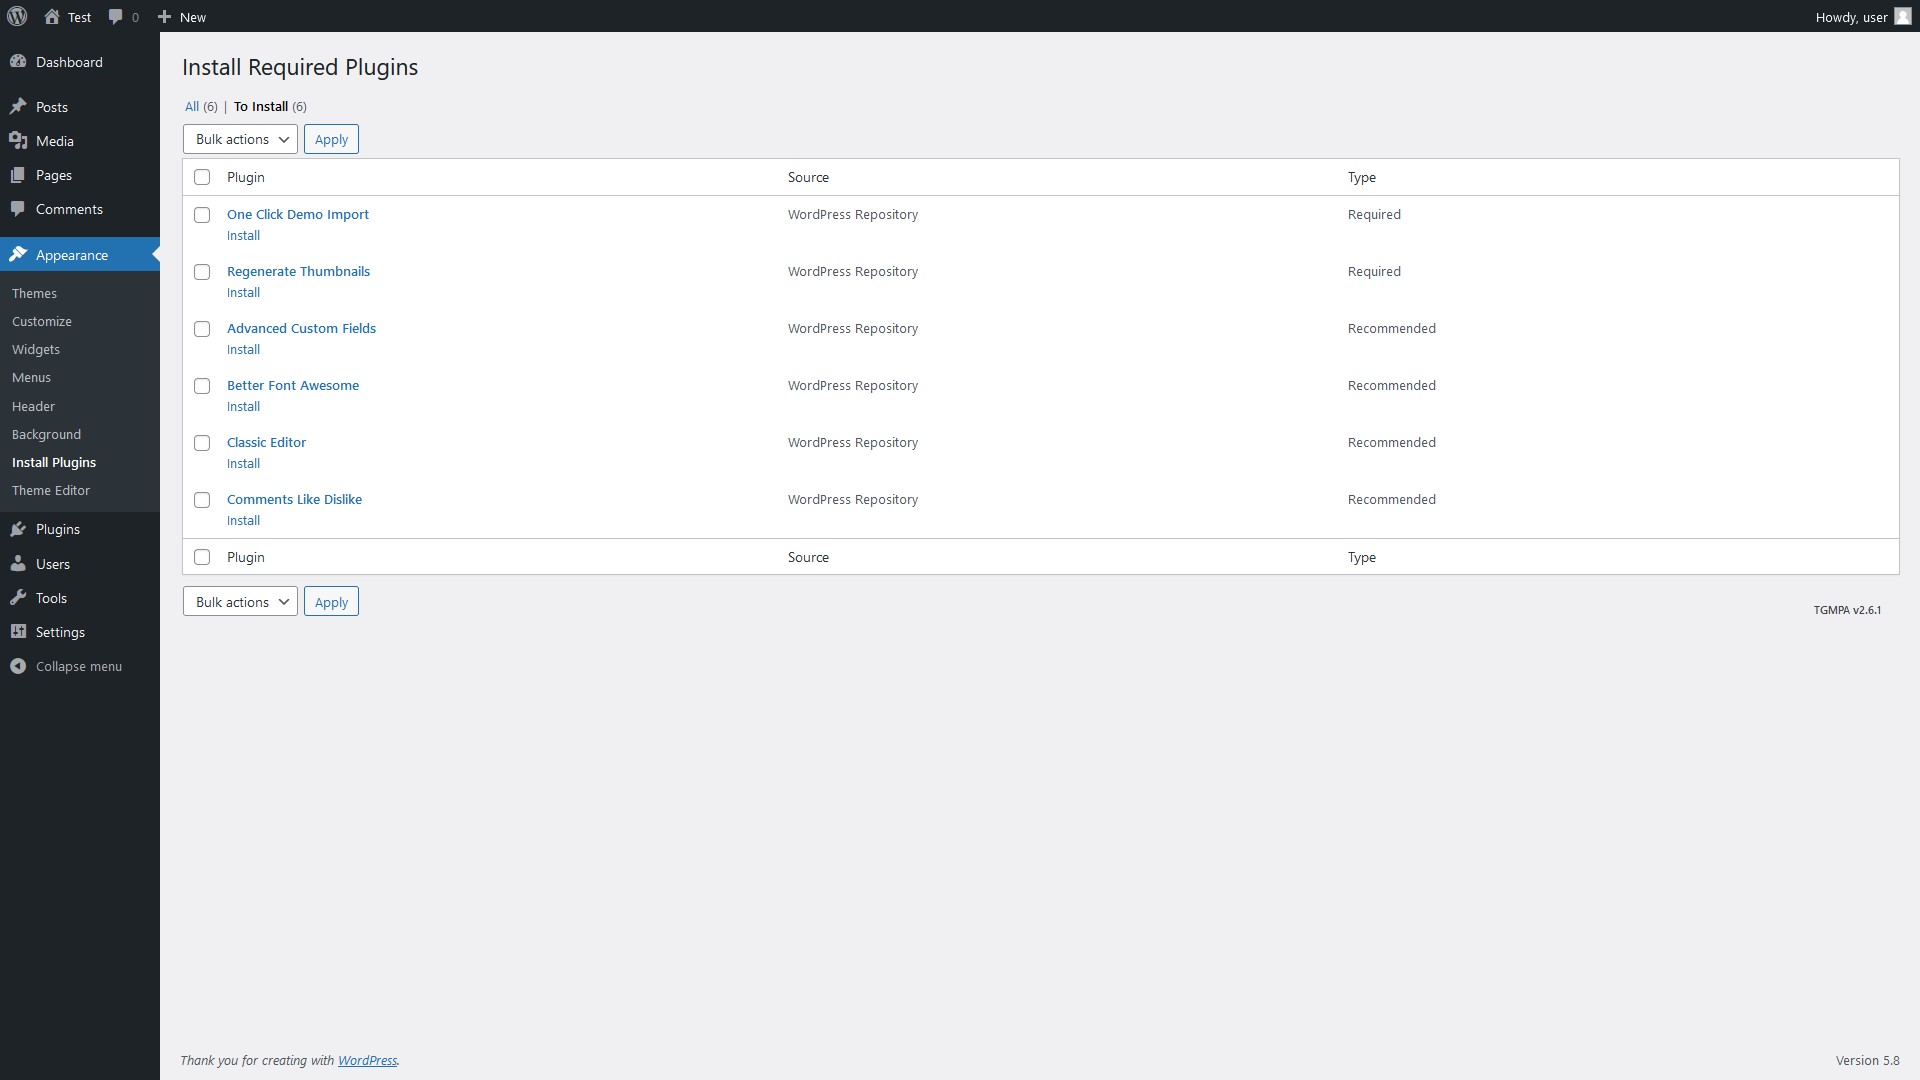 Test 0 New Howdy, user
Dashboard
Posts
Media
Pages
Comments
Appearance
Themes
Customize
Widgets
Menus
Header
Background
Install Plugins
Theme Editor
Plugins
Users
Tools
Settings
Collapse menu
Install Required Plugins
All (6) | To Install (6)
Bulk actions Apply
Plugin Source Type
One Click Demo Import WordPress Repository Required
Install
Regenerate Thumbnails WordPress Repository Required
Install
Advanced Custom Fields WordPress Repository Recommended
Install
Better Font Awesome WordPress Repository Recommended
Install
Classic Editor WordPress Repository Recommended
Install
Comments Like Dislike WordPress Repository Recommended
Install
Plugin Source Type
Bulk actions Apply
TGMPA v2.6.1
Thank you for creating with WordPress. Version 5.8